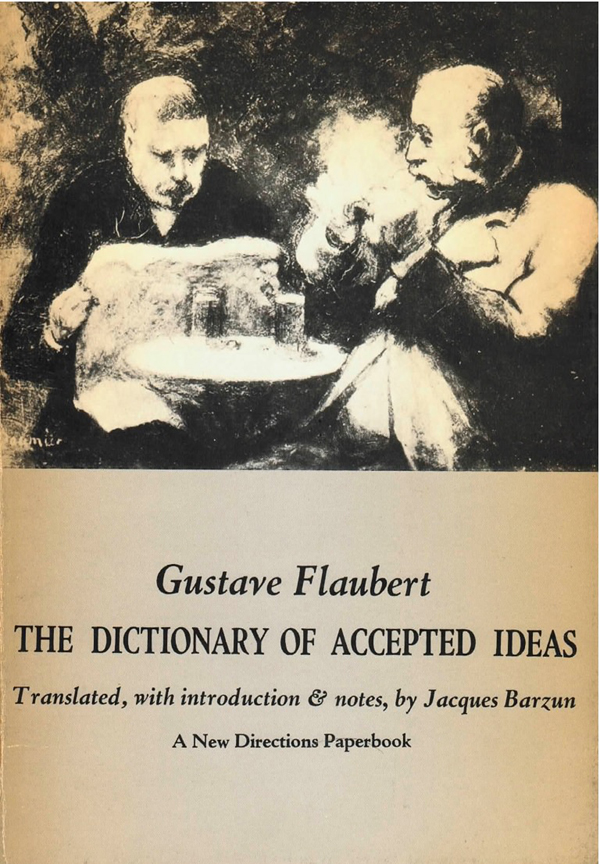 Gustave Flaubert
THE DICTIONARY OF ACCEPTED IDEAS
Translated, with introduction & notes, by Jacques Barzun
A New Directions Paperbook